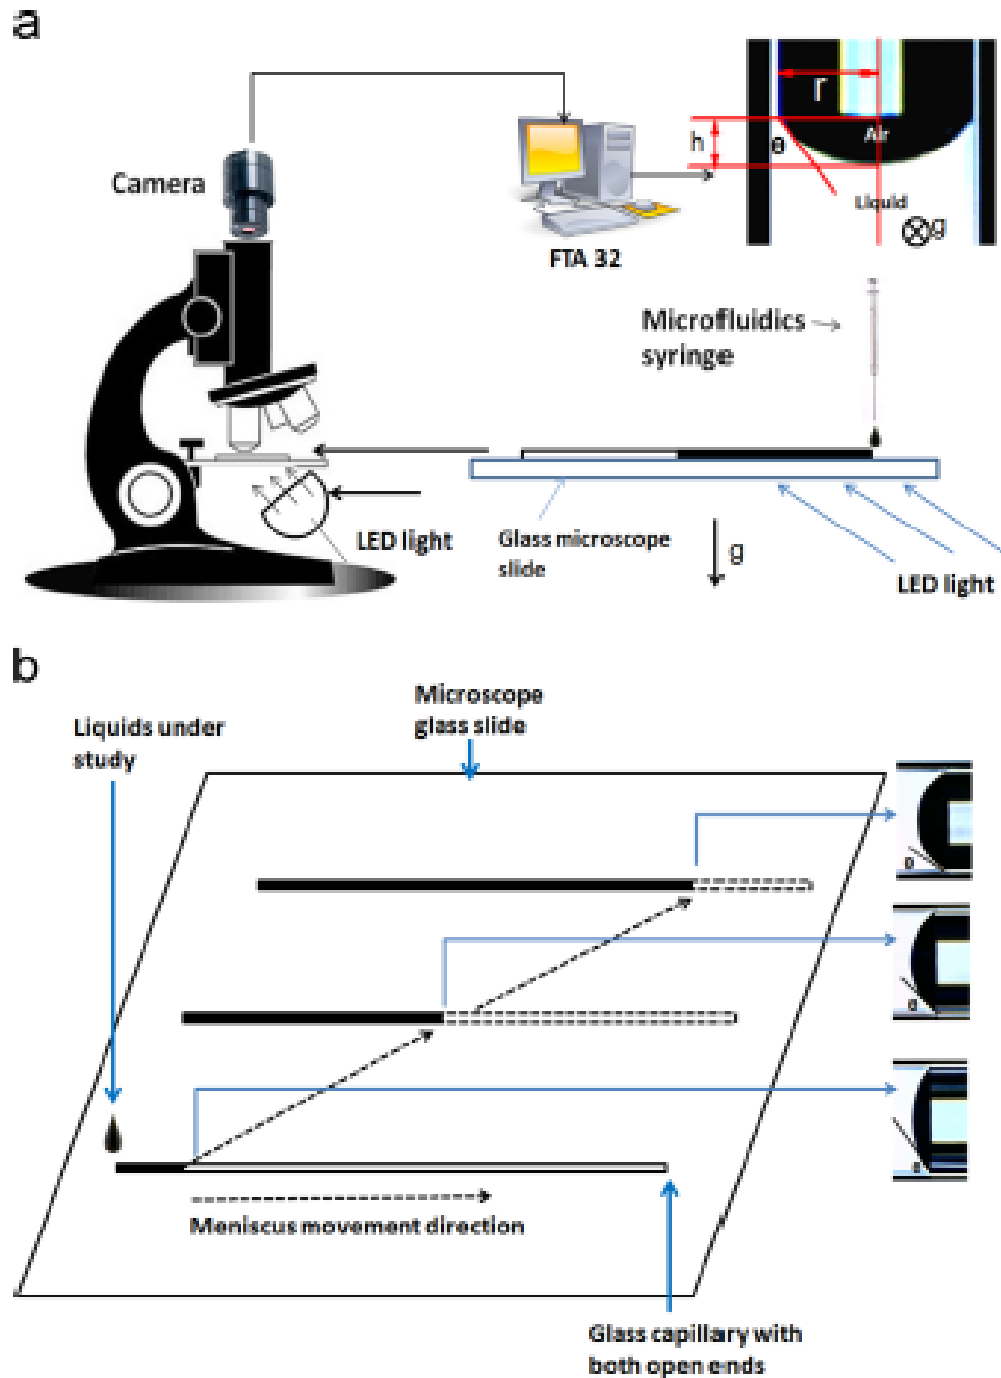 a
Camera
FTA 32
r
h
θ
Air
Liquid
g
Microfluidics
syringe
LED light
Glass microscope
slide
g
LED light
b
Microscope
glass slide
Liquids under
study
θ
θ
θ
Meniscus movement direction
Glass capillary with
both open ends